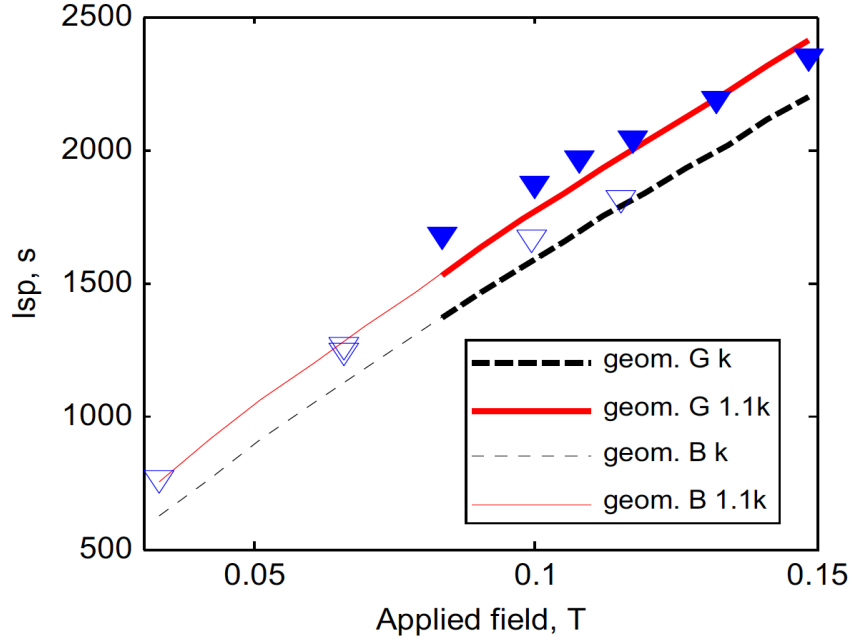 2500
2000
1500
1000
500
Isp, s
geom. G k
geom. G 1.1k
geom. B k
geom. B 1.1k
0.05
0.1
0.15
Applied field, T